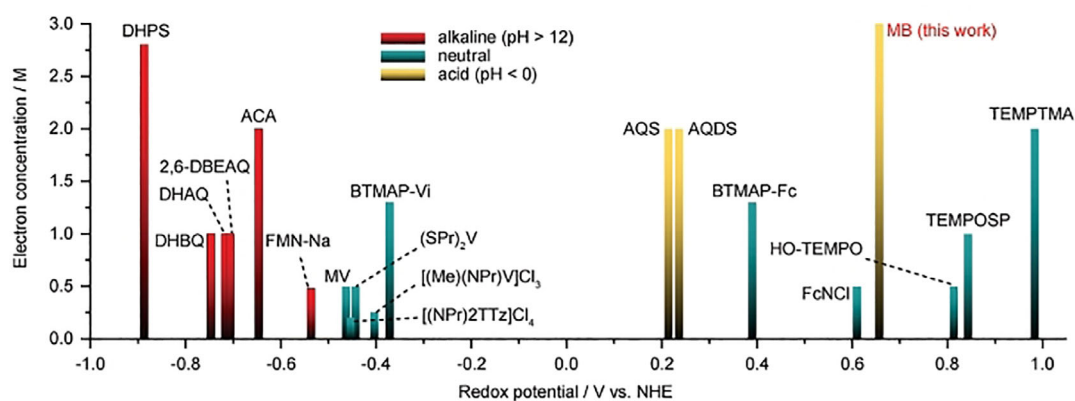 Electron concentration / M
3.0
2.5
2.0
1.5
1.0
0.5
0.0
alkaline (pH > 12)
neutral
acid (pH < 0)
DHPS
MB (this work)
ACA
TEMPTMA
AQS
AQDS
2,6-DBEAQ
DHAQ
BTMAP-Vi
BTMAP-Fc
DHBQ
FMN-Na
(SPr)2V
TEMPOSP
HO-TEMPO
MV
[(Me)(NPr)V]Cl3
FcNCl
[(NPr)2TTz]Cl4
-1.0 -0.8 -0.6 -0.4 -0.2 0.0 0.2 0.4 0.6 0.8 1.0
Redox potential / V vs. NHE